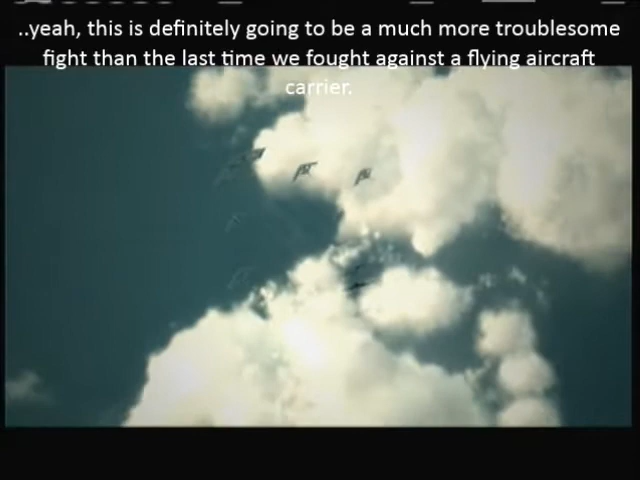 ..yeah, this is definitely going to be a much more troublesome
fight than the last time we fought against a flying aircraft
carrier.